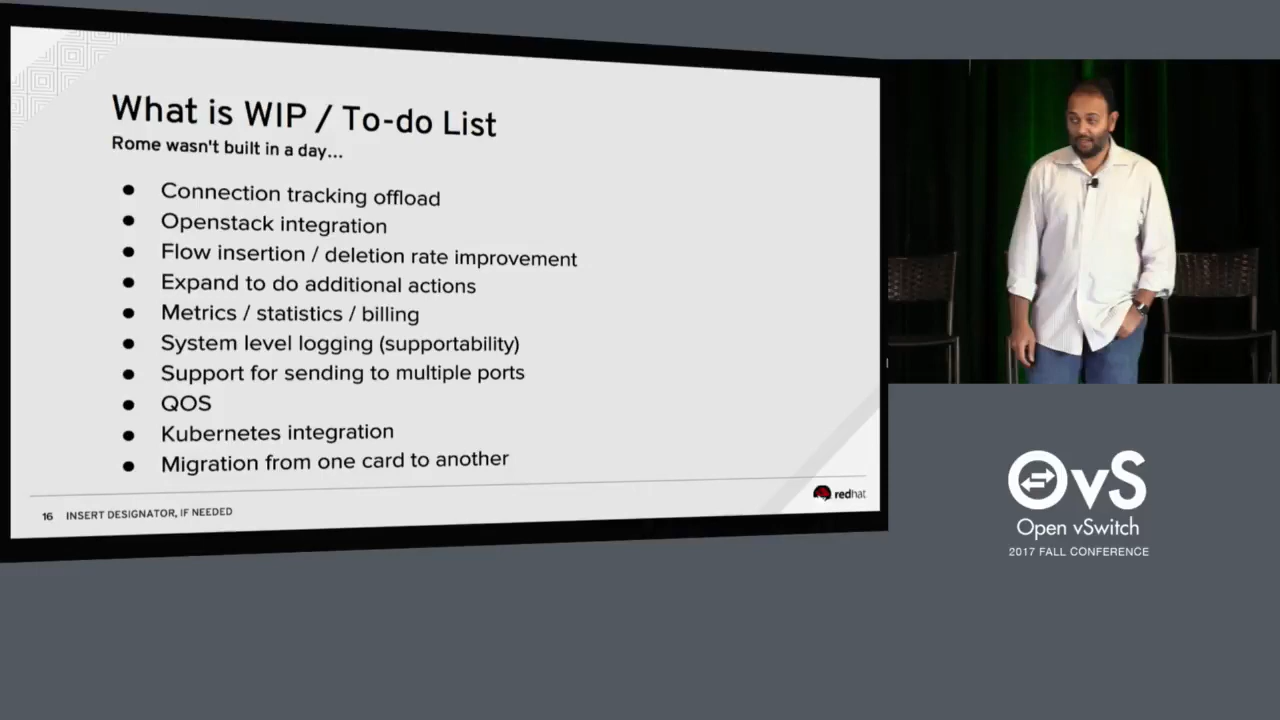 What is WIP / To-do List
Rome wasn't built in a day...
● Connection tracking offload
● Openstack integration
● Flow insertion / deletion rate improvement
● Expand to do additional actions
● Metrics / statistics / billing
● System level logging (supportability)
● Support for sending to multiple ports
● QOS
● Kubernetes integration
● Migration from one card to another
16 INSERT DESIGNATOR, IF NEEDED
redhat
OvS
Open vSwitch
2017 FALL CONFERENCE